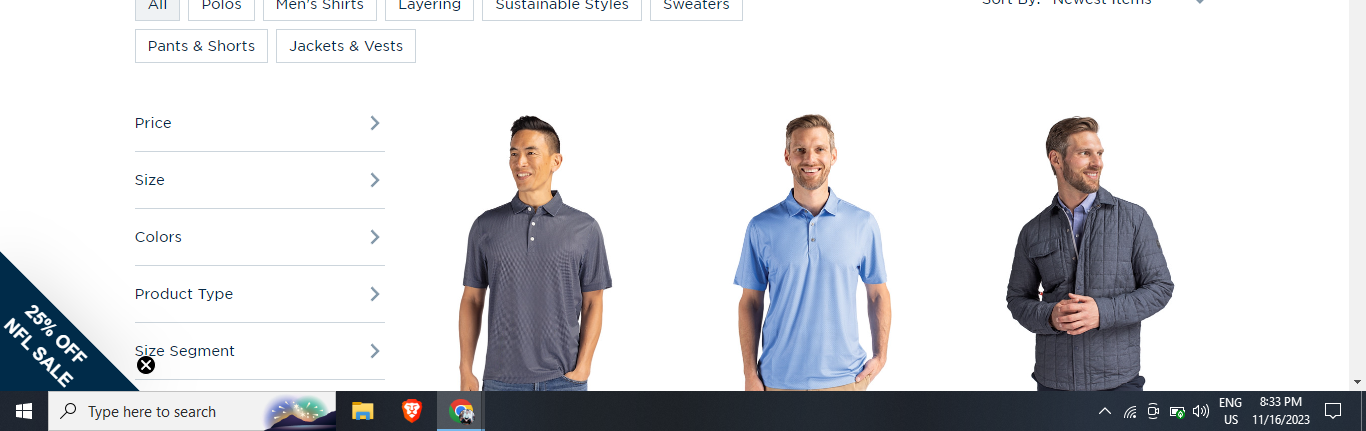 All
Polos
Men's Shirts
Layering
Sustainable Styles
Sweaters
Sort By:
Newest Items
Pants & Shorts
Jackets & Vests
Price
Size
Colors
Product Type
Size Segment
25% OFF
NFL SALE
Type here to search
ENG
US
8:33 PM
11/16/2023